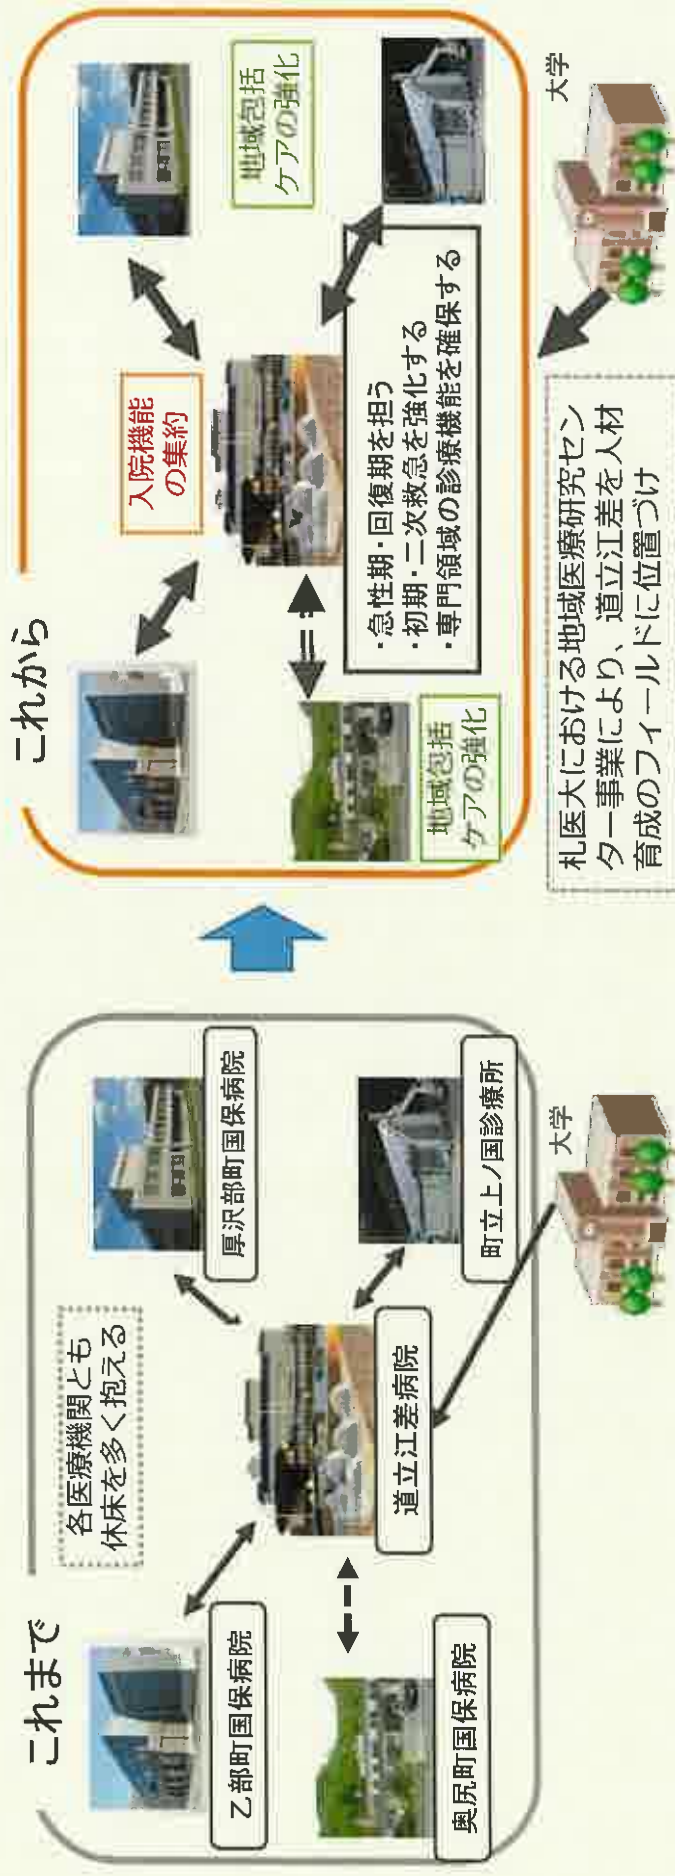 これまで
各医療機関とも
休床を多く抱える
乙部町国保病院
厚沢部町国保病院
道立江差病院
奥尻町国保病院
町立上ノ国診療所
大学
これから
入院機能
の集約
地域包括
ケアの強化
・急性期・回復期を担う
・初期・二次救急を強化する
・専門領域の診療機能を確保する
地域包括
ケアの強化
大学
札医大における地域医療研究セン
ター事業により、道立江差を人材
育成のフィールドに位置づけ